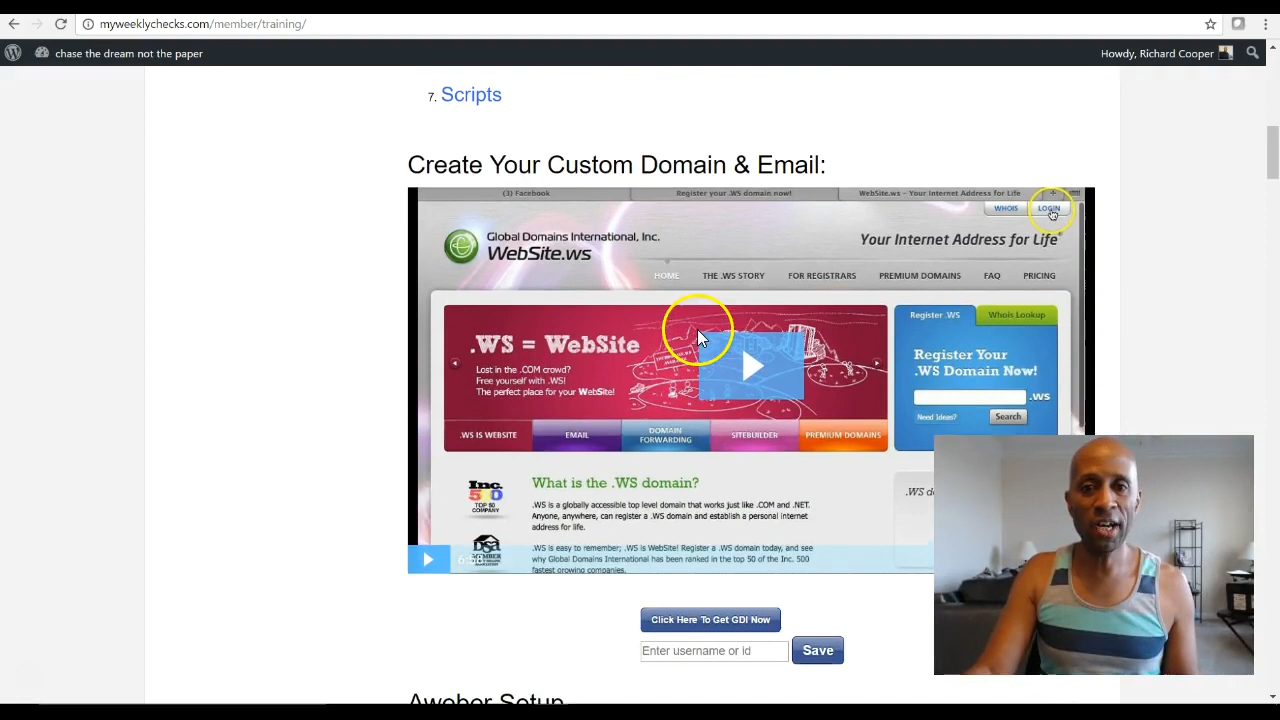 myweeklychecks.com/member/training/
chase the dream not the paper
Howdy, Richard Cooper
7. Scripts
Create Your Custom Domain & Email:
(3) Facebook
Register your .WS domain now!
WebSite.ws - Your Internet Address for Life
WHOIS
LOGIN
Global Domains International, Inc.
WebSite.ws
Your Internet Address for Life
HOME
THE .WS STORY
FOR REGISTRARS
PREMIUM DOMAINS
FAQ
PRICING
.WS = WebSite
Lost in the .COM crowd?
Free yourself with .WS!
The perfect place for your WebSite!
Register .WS
Whois Lookup
Register Your
.WS Domain Now!
.ws
Need Ideas?
Search
.WS IS WEBSITE
EMAIL
DOMAIN
FORWARDING
SITEBUILDER
PREMIUM DOMAINS
Inc.
500
TOP 50
COMPANY
What is the .WS domain?
.WS is a globally accessible top level domain that works just like .COM and .NET.
Anyone, anywhere, can register a .WS domain and establish a personal internet
address for life.
.WS is easy to remember; .WS is WebSite! Register a .WS domain today, and see
why Global Domains International has been ranked in the top 50 of the Inc. 500
fastest growing companies.
DSA
MEMBER
Click Here To Get GDI Now
Enter username or id
Save
Aweber Setup